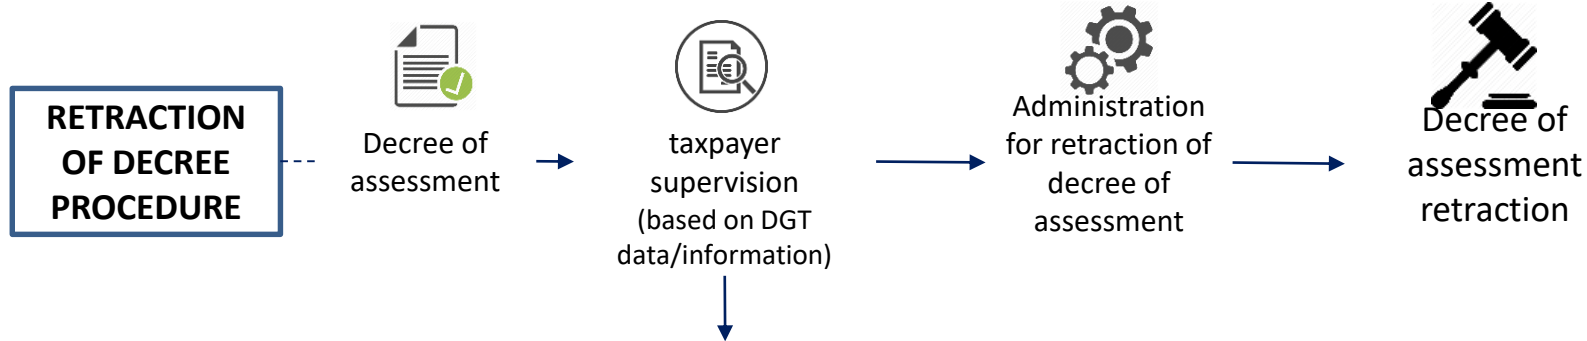 RETRACTION
OF DECREE
PROCEDURE
Decree of
assessment
taxpayer
supervision
(based on DGT
data/information)
Administration
for retraction of
decree of
assessment
Decree of
assessment
retraction